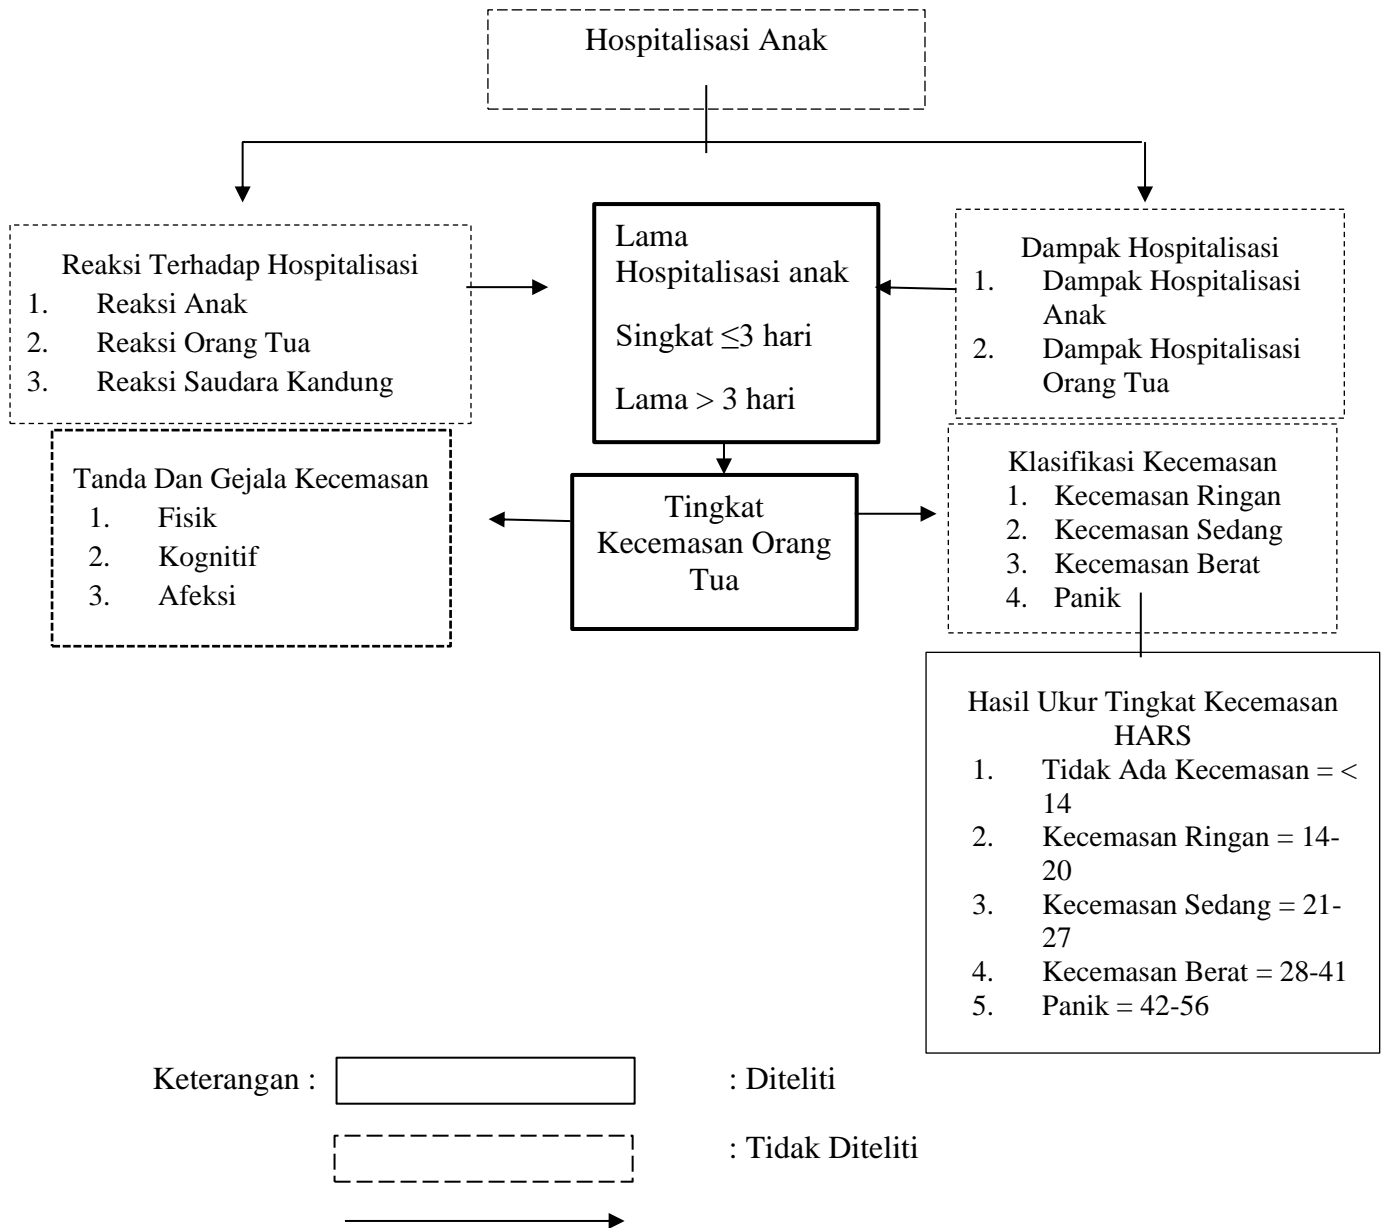 Hospitalisasi Anak
Reaksi Terhadap Hospitalisasi
1. Reaksi Anak
2. Reaksi Orang Tua
3. Reaksi Saudara Kandung
Lama
Hospitalisasi anak
Singkat ≤3 hari
Lama > 3 hari
Dampak Hospitalisasi
1. Dampak Hospitalisasi
Anak
2. Dampak Hospitalisasi
Orang Tua
Tanda Dan Gejala Kecemasan
1. Fisik
2. Kognitif
3. Afeksi
Tingkat
Kecemasan Orang
Tua
Klasifikasi Kecemasan
1. Kecemasan Ringan
2. Kecemasan Sedang
3. Kecemasan Berat
4. Panik
Hasil Ukur Tingkat Kecemasan
HARS
1. Tidak Ada Kecemasan = <
14
2. Kecemasan Ringan = 14-
20
3. Kecemasan Sedang = 21-
27
4. Kecemasan Berat = 28-41
5. Panik = 42-56
Keterangan :
: Diteliti
: Tidak Diteliti